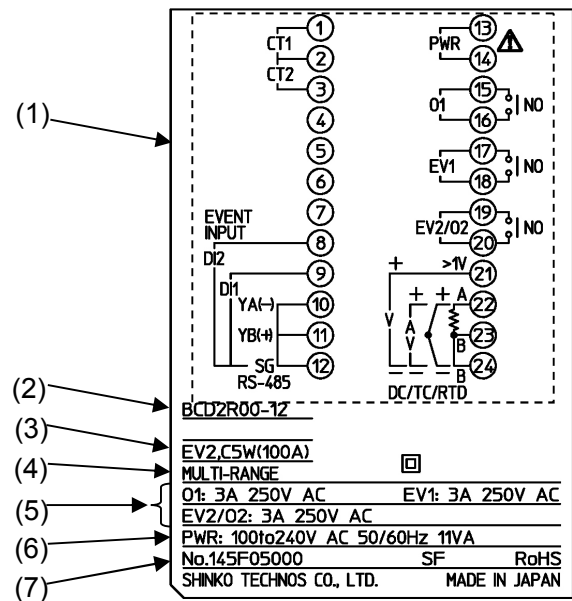 (1)
CT1
CT2
1
2
3
4
5
6
7
8
9
10
11
12
EVENT
INPUT
DI2
DI1
YA(-)
YB(+)
SG
RS-485
PWR
13
14
O1
15
16
NO
EV1
17
18
NO
EV2/O2
19
20
NO
+ >1V 21
+ + A 22
V A V 23
B
B 24
DC/TC/RTD
(2) BCD2R00-12
(3) EV2,C5W(100A)
(4) MULTI-RANGE
(5) O1: 3A 250V AC EV1: 3A 250V AC
EV2/O2: 3A 250V AC
(6) PWR: 100to240V AC 50/60Hz 11VA
(7) No.145F05000 SF RoHS
SHINKO TECHNOS CO., LTD. MADE IN JAPAN